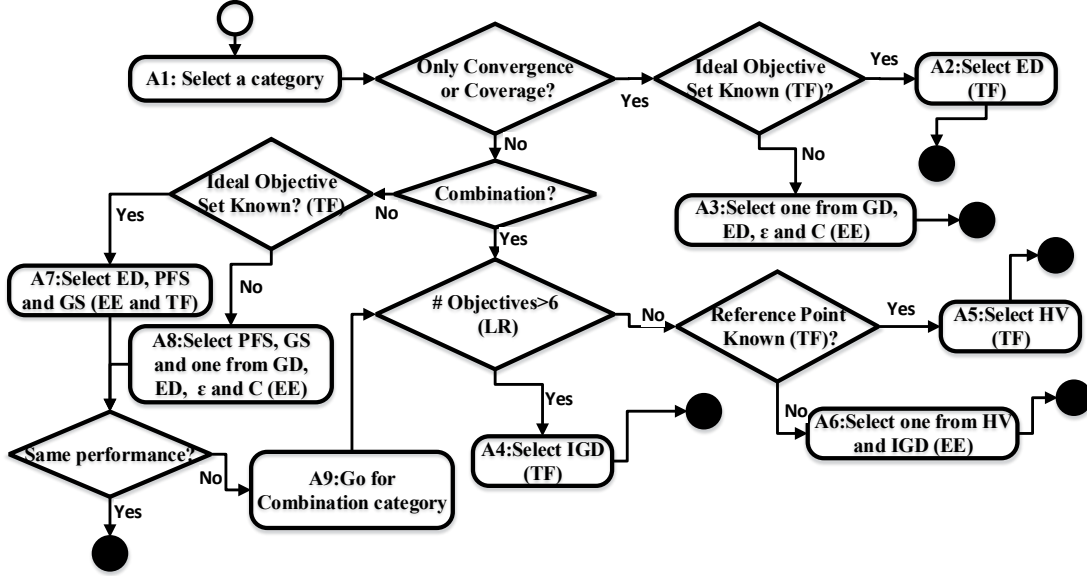 A1: Select a category
Only Convergence
or Coverage?
Yes
Ideal Objective
Set Known (TF)?
Yes
A2:Select ED
(TF)
No
No
A3:Select one from GD,
ED, ε and C (EE)
Combination?
No
Ideal Objective
Set Known? (TF)
Yes
Yes
No
A7:Select ED, PFS
and GS (EE and TF)
A8:Select PFS, GS
and one from GD,
ED, ε and C (EE)
# Objectives>6
(LR)
No
Reference Point
Known (TF)?
Yes
A5:Select HV
(TF)
Yes
No
A4:Select IGD
(TF)
A6:Select one from HV
and IGD (EE)
Same performance?
No
A9:Go for
Combination category
Yes